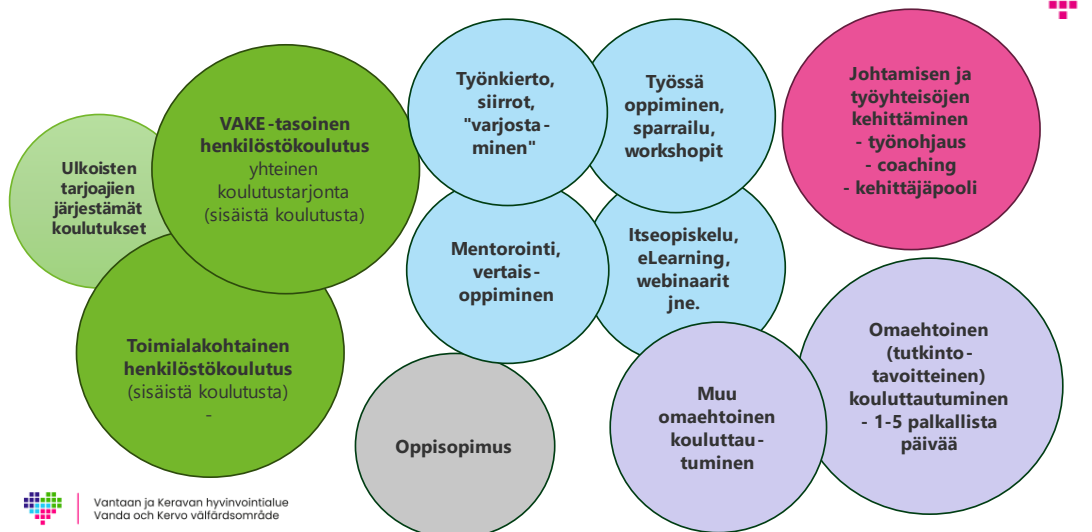 Ulkoisten
tarjoajien
järjestämät
koulutukset
VAKE-tasoinen
henkilöstökoulutus
yhteinen
koulutustarjonta
(sisäistä koulutusta)
Toimialakohtainen
henkilöstökoulutus
(sisäistä koulutusta)
-
Työnkierto,
siirrot,
"varjosta-
minen"
Työssä
oppiminen,
sparrailu,
workshopit
Mentorointi,
vertais-
oppiminen
Itseopiskelu,
eLearning,
webinaarit
jne.
Johtamisen ja
työyhteisöjen
kehittäminen
- työnohjaus
- coaching
- kehittäjäpooli
Oppisopimus
Muu
omaehtoinen
kouluttau-
tuminen
Omaehtoinen
(tutkinto-
tavoitteinen)
kouluttautuminen
- 1-5 palkallista
päivää
Vantaan ja Keravan hyvinvointialue
Vanda och Kervo välfärdsområde